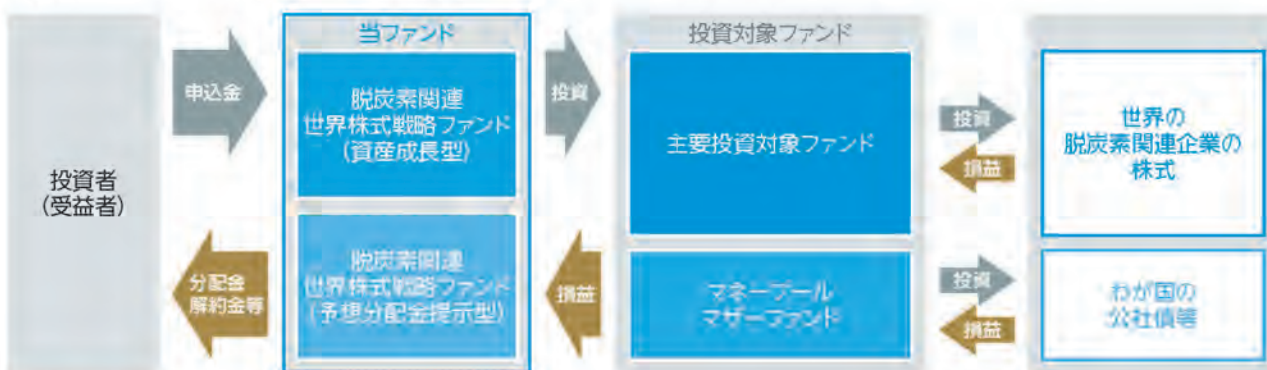 投資者
(受益者)
申込金
分配金
解約金等
当ファンド
脱炭素関連
世界株式戦略ファンド
(資産成長型)
脱炭素関連
世界株式戦略ファンド
(予想分配金提示型)
投資
損益
投資対象ファンド
主要投資対象ファンド
マネープール
マザーファンド
投資
損益
投資
損益
世界の
脱炭素関連企業の
株式
わが国の
公社債等